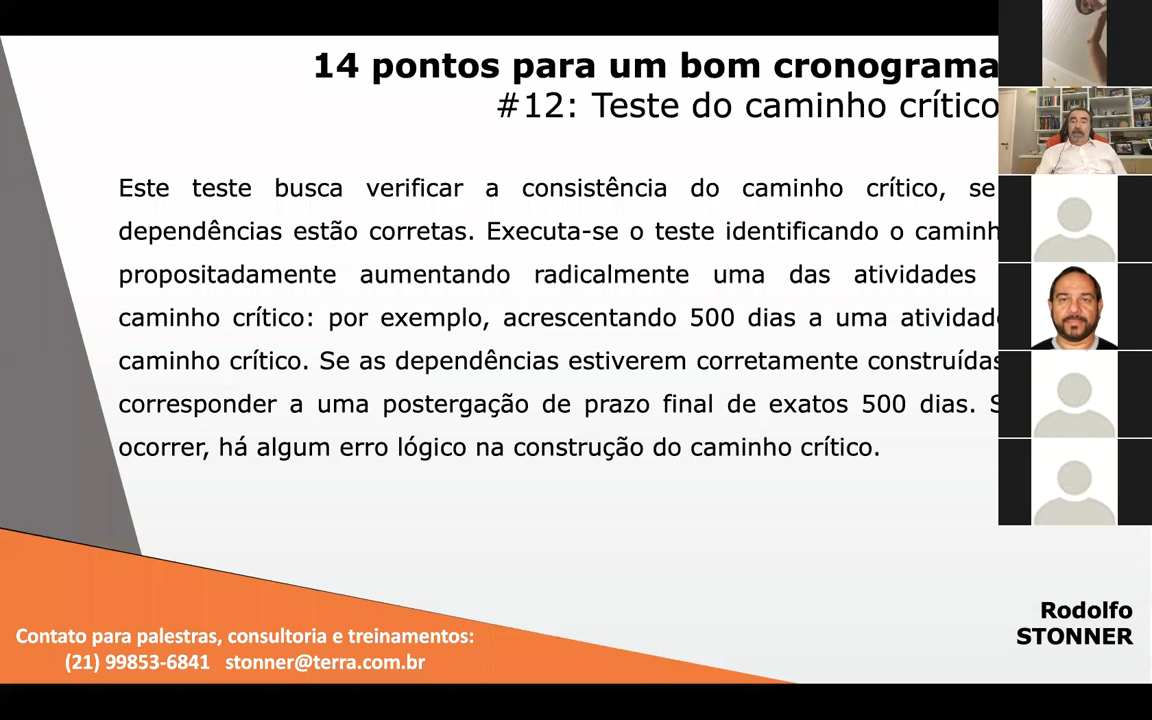 14 pontos para um bom cronograma
#12: Teste do caminho crítico
Este teste busca verificar a consistência do caminho crítico, se
dependências estão corretas. Executa-se o teste identificando o
propositadamente aumentando radicalmente uma das atividades
caminho crítico: por exemplo, acrescentando 500 dias a uma
caminho crítico. Se as dependências estiverem corretamente construídas
corresponder a uma postergação de prazo final de exatos 500 dias.
ocorrer, há algum erro lógico na construção do caminho crítico.
Rodolfo
STONNER
Contato para palestras, consultoria e treinamentos:
(21) 99853-6841 stonner@terra.com.br